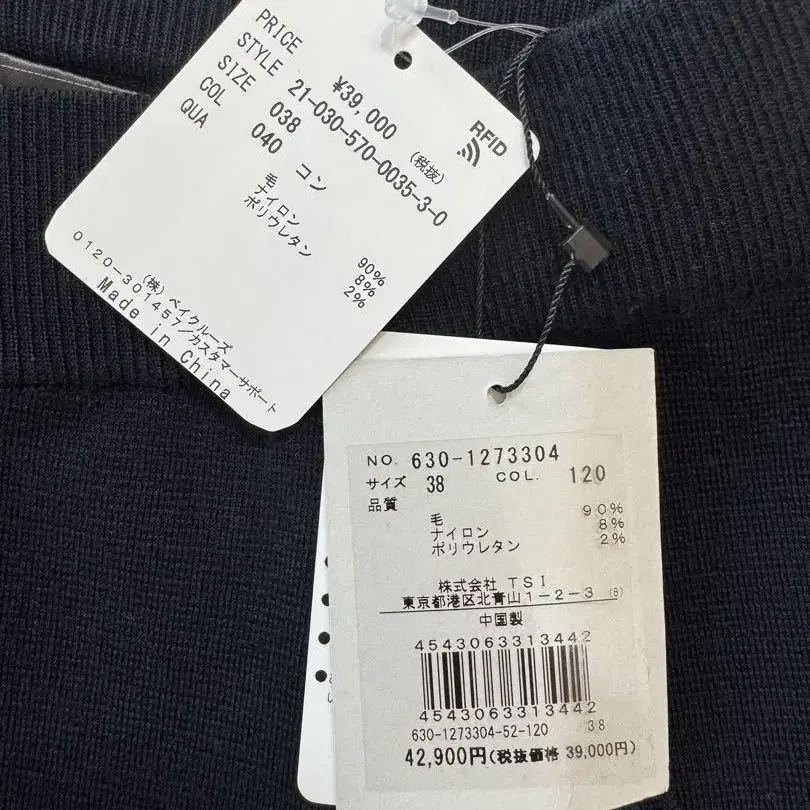 PRICE ¥39,000 (税抜)
STYLE 21-030-570-0035-3-0
SIZE 038
COL 040 コン
QUA
毛 90%
ナイロン 8%
ポリウレタン 2%
(株) ベイクルーズ
0120-301457/カスタマーサポート
Made in China
RFID
NO. 630-1273304
サイズ 38 COL. 120
品質
毛 90%
ナイロン 8%
ポリウレタン 2%
株式会社 TSI
東京都港区北青山1-2-3 (B)
中国製
4543063313442
4543063313442
630-1273304-52-120 38
42,900円(税抜価格 39,000円)